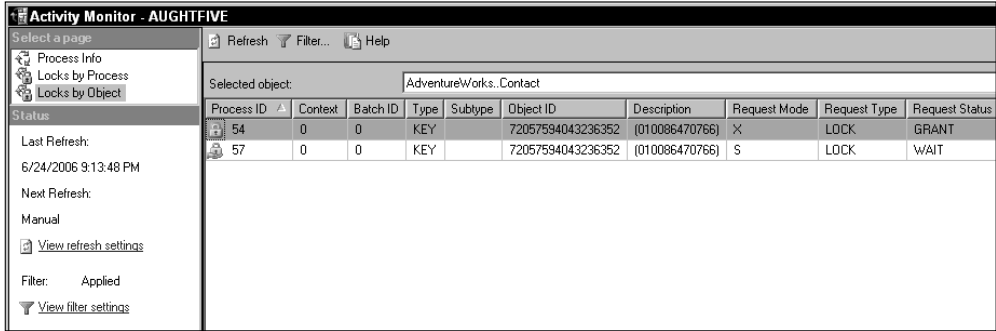 Activity Monitor - AUGHTFIVE
Select a page
Process Info
Locks by Process
Locks by Object
Status
Last Refresh:
6/24/2006 9:13:48 PM
Next Refresh:
Manual
View refresh settings
Filter: Applied
View filter settings
Refresh Filter... Help
Selected object: AdventureWorks..Contact
Process ID Context Batch ID Type Subtype Object ID Description Request Mode Request Type Request Status
54 0 0 KEY 72057594043236352 (010086470766) X LOCK GRANT
57 0 0 KEY 72057594043236352 (010086470766) S LOCK WAIT